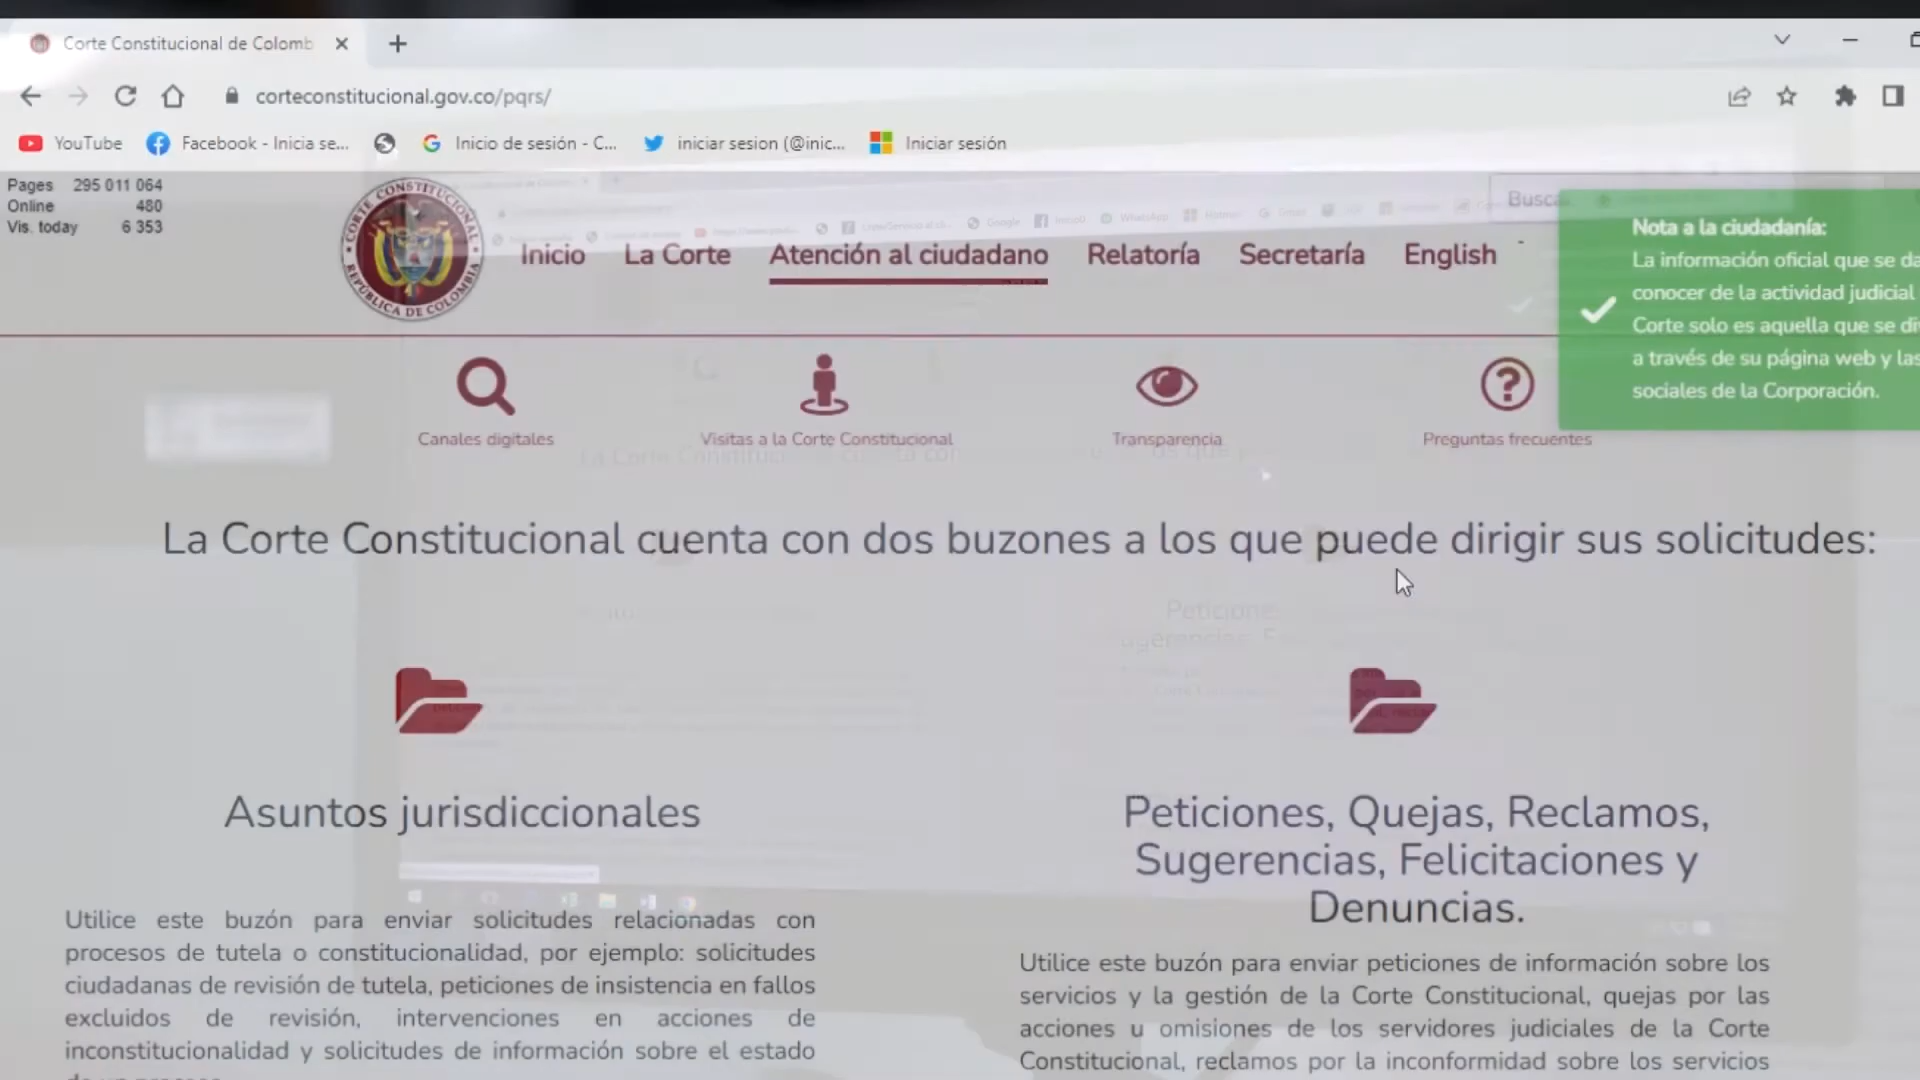 Corte Constitucional de Colomb
corteconstitucional.gov.co/pqrs/
YouTube Facebook - Inicia se... Inicio de sesión - C... iniciar sesion (@inic... Iniciar sesión
Pages 295 011 064
Online 480
Vis. today 6 353
CORTE CONSTITUCIONAL
REPÚBLICA DE COLOMBIA
Inicio La Corte Atención al ciudadano Relatoría Secretaría English
Busca
Nota a la ciudadanía:
La información oficial que se da
conocer de la actividad judicial
Corte solo es aquella que se di
a través de su página web y las
sociales de la Corporación.
Canales digitales Visitas a la Corte Constitucional Transparencia Preguntas frecuentes
La Corte Constitucional cuenta con dos buzones a los que puede dirigir sus solicitudes:
Asuntos jurisdiccionales
Utilice este buzón para enviar solicitudes relacionadas con
procesos de tutela o constitucionalidad, por ejemplo: solicitudes
ciudadanas de revisión de tutela, peticiones de insistencia en fallos
excluidos de revisión, intervenciones en acciones de
inconstitucionalidad y solicitudes de información sobre el estado
Peticiones, Quejas, Reclamos,
Sugerencias, Felicitaciones y
Denuncias.
Utilice este buzón para enviar peticiones de información sobre los
servicios y la gestión de la Corte Constitucional, quejas por las
acciones u omisiones de los servidores judiciales de la Corte
Constitucional, reclamos por la inconformidad sobre los servicios